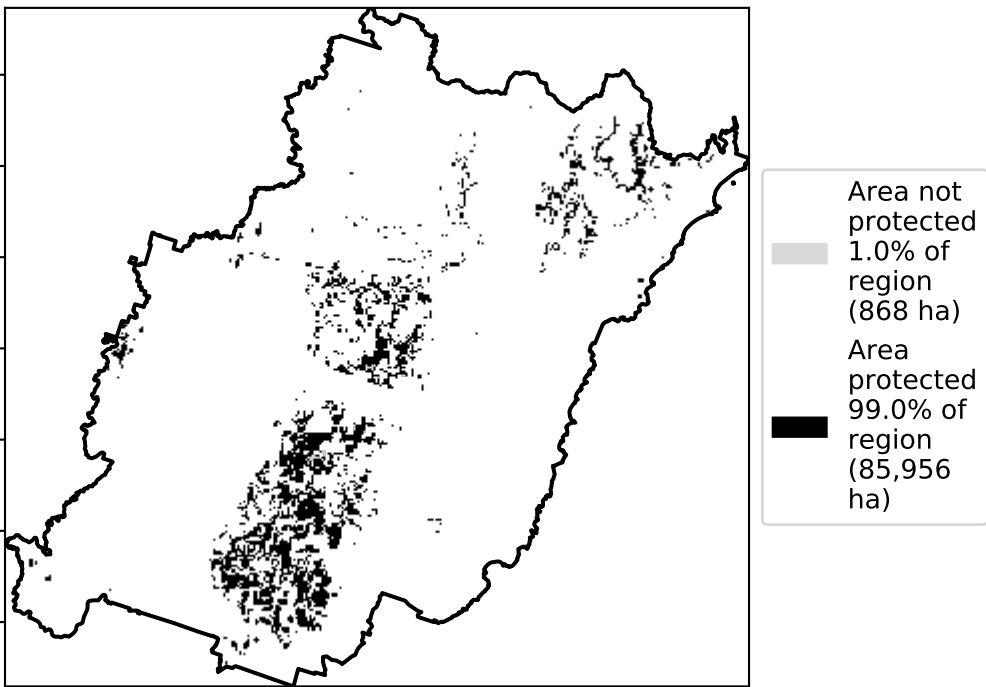 Area not
protected
1.0% of
region
(868 ha)
Area
protected
99.0% of
region
(85,956
ha)